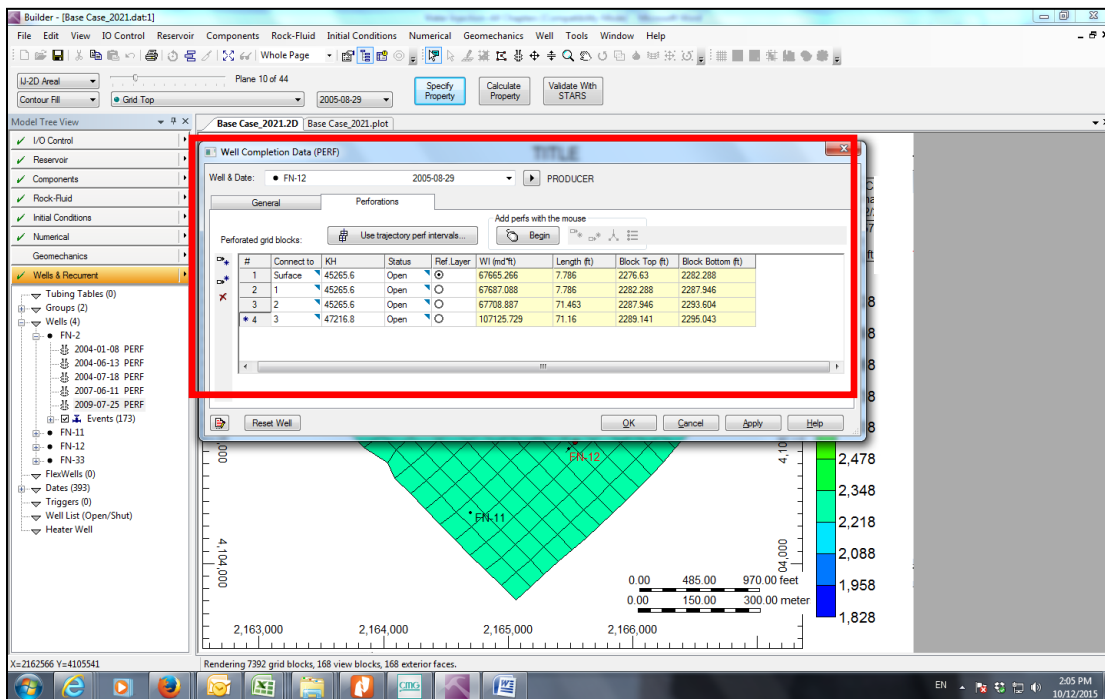 Builder - [Base Case_2021.dat:1]
File Edit View IO Control Reservoir Components Rock-Fluid Initial Conditions Numerical Geomechanics Well Tools Window Help
Whole Page
IJ-2D Areal Plane 10 of 44
Specify Property Calculate Property Validate With STARS
Contour Fill Grid Top 2005-08-29
Model Tree View
Base Case_2021.2D Base Case_2021.plot
I/O Control
Reservoir
Components
Rock-Fluid
Initial Conditions
Numerical
Geomechanics
Wells & Recurrent
Tubing Tables (0)
Groups (2)
Wells (4)
FN-2
2004-01-08 PERF
2004-06-13 PERF
2004-07-18 PERF
2007-06-11 PERF
2009-07-25 PERF
Events (173)
FN-11
FN-12
FN-33
FlexWells (0)
Dates (393)
Triggers (0)
Well List (Open/Shut)
Heater Well
Well Completion Data (PERF)
TITLE
Well & Date: FN-12 2005-08-29 PRODUCER
General Perforations
Add perfs with the mouse
Perforated grid blocks: Use trajectory perf intervals... Begin
# Connect to KH Status Ref.Layer WI (md*ft) Length (ft) Block Top (ft) Block Bottom (ft)
1 Surface 45265.6 Open 67665.266 7.786 2276.63 2282.288
2 1 45265.6 Open 67687.088 7.786 2282.288 2287.946
3 2 45265.6 Open 67708.887 71.463 2287.946 2293.604
* 4 3 47216.8 Open 107125.729 71.16 2289.141 2295.043
Reset Well OK Cancel Apply Help
FN-12
FN-11
4,104,000
0.00 485.00 970.00 feet
0.00 150.00 300.00 meter
2,163,000 2,164,000 2,165,000 2,166,000
2,478
2,348
2,218
2,088
1,958
1,828
X=2162566 Y=4105541 Rendering 7392 grid blocks, 168 view blocks, 168 exterior faces.
CMG
EN 2:05 PM
10/12/2015